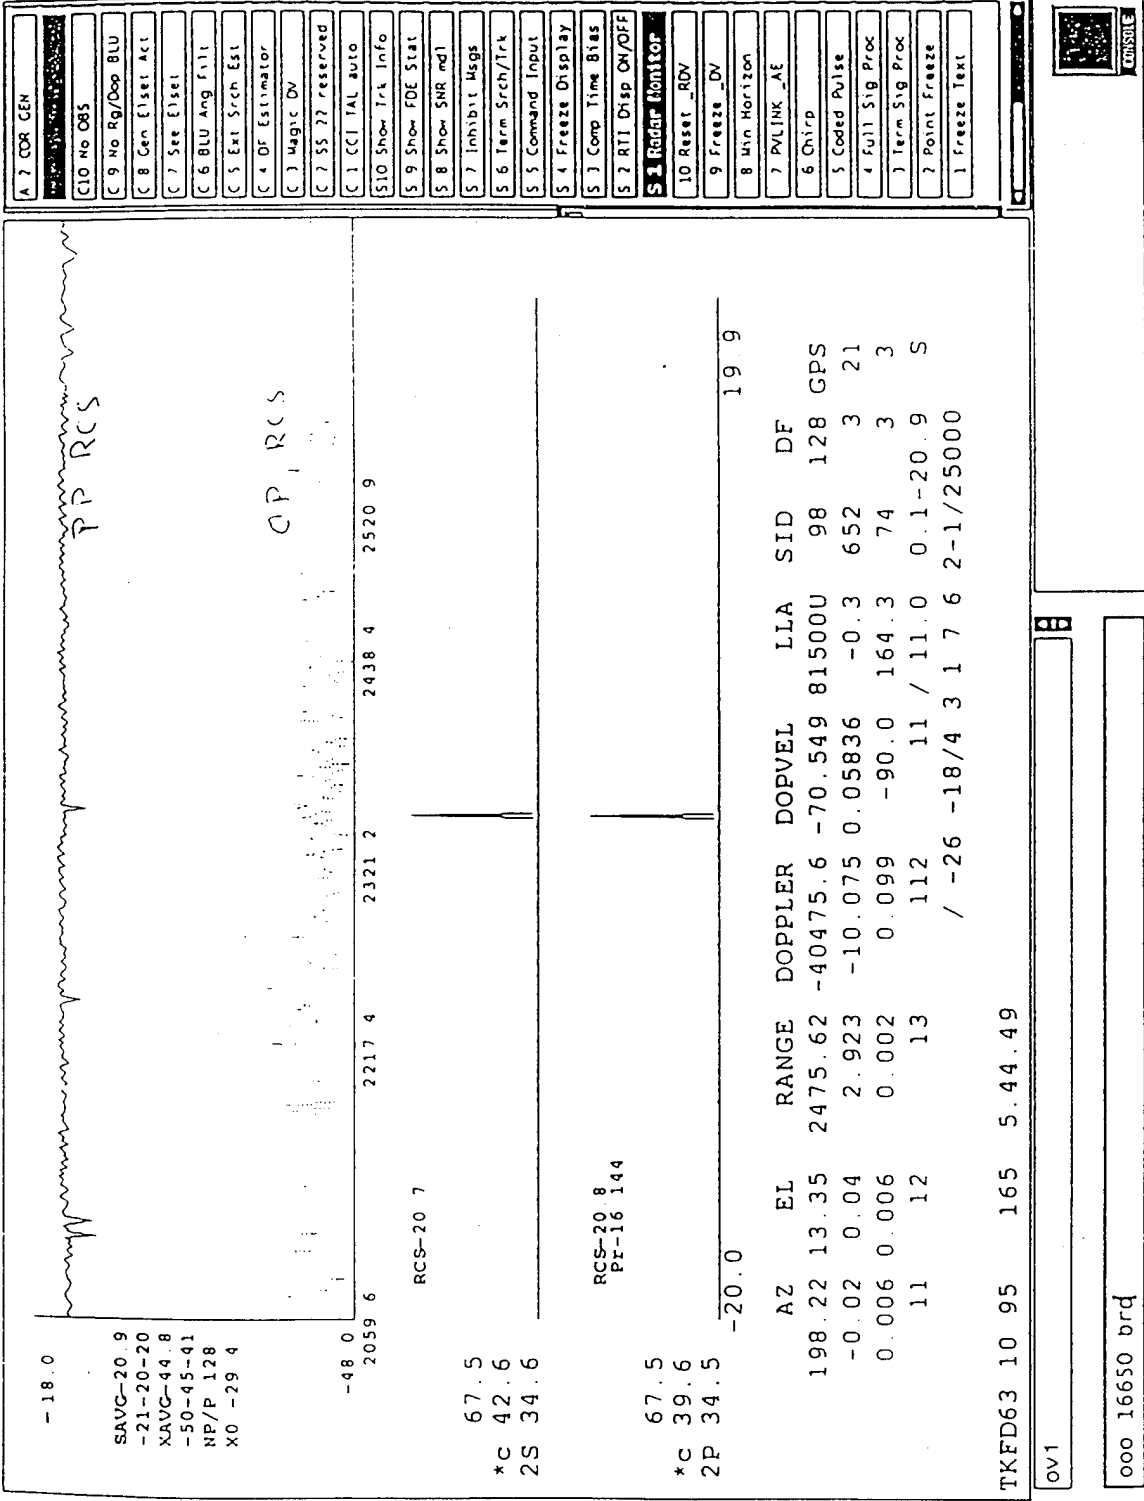 -18.0
PP RCS
SAVG-20.9
-21-20-20
XAVG-44.8
-50-45-41
NP/P 128
X0 -29 4
OP, RCS
-48 0
2059 6 2217 4 2321 2 2438 4 2520 9
RCS-20 7
67.5
*c 42.6
2S 34.6
RCS-20 8
Pr-16 144
67.5
*c 39.6
2P 34.5
-20.0 19 9
AZ EL RANGE DOPPLER DOPVEL LLA SID DF
198.22 13.35 2475.62 -40475.6 -70.549 81500U 98 128 GPS
-0.02 0.04 2.923 -10.075 0.05836 -0.3 652 3 21
0.006 0.006 0.002 0.099 -90.0 164.3 74 3 3
11 12 13 112 11 / 11.0 0.1-20.9 S
/ -26 -18/4 3 1 7 6 2-1/25000
TKFD63 10 95 165 5.44.49
ov1
ooo 16650 brd
A 2 COR GEN
C10 No OBS
C 9 No Rg/Dop BLU
C 8 Gen Elset Act
C 7 See Elset
C 6 BLU Ang Filt
C 5 Ext Srch Est
C 4 DF Estimator
C 3 Magic DV
C 2 SS ?? reserved
C 1 CCI TAL auto
S10 Show Trk Info
S 9 Show FDE Stat
S 8 Show SNR mdl
S 7 Inhibit Msgs
S 6 Term Srch/Trk
S 5 Command Input
S 4 Freeze Display
S 3 Comp Time Bias
S 2 RTI Disp ON/OFF
S 1 Radar Monitor
10 Reset _RDV
9 Freeze _DV
8 Min Horizon
7 PVLINK _AE
6 Chirp
5 Coded Pulse
4 Full Sig Proc
3 Term Sig Proc
2 Point Freeze
1 Freeze Text
CONSOLE